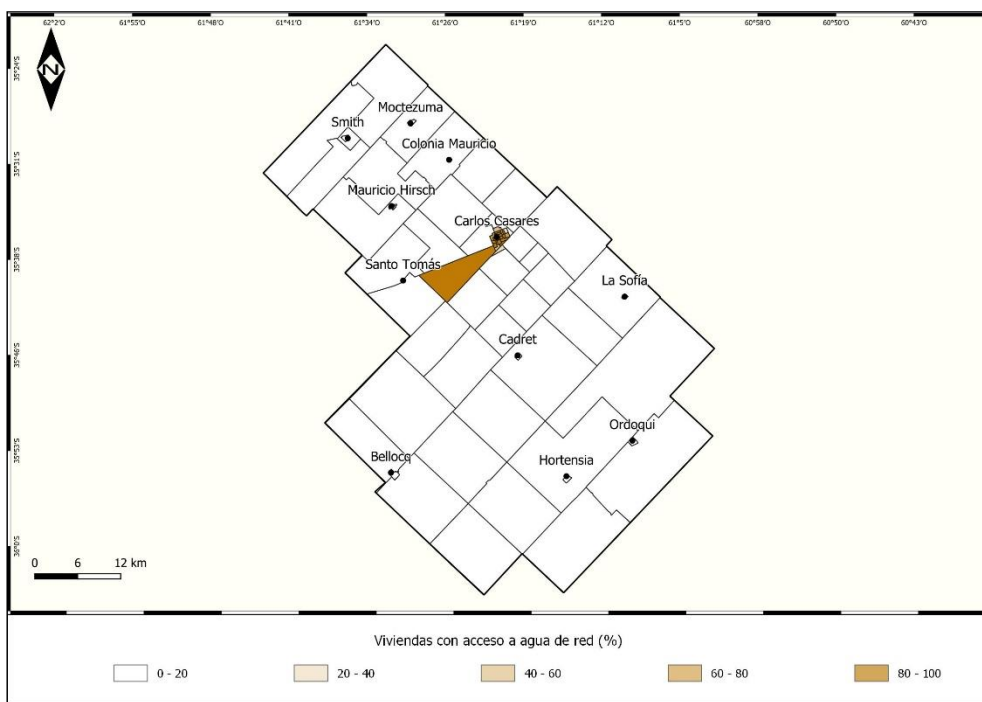 62°2'O 61°55'O 61°48'O 61°41'O 61°34'O 61°26'O 61°19'O 61°12'O 61°5'O 60°58'O 60°50'O 60°43'O
35°24'S
N
Moctezuma
Smith
Colonia Mauricio
35°31'S
Mauricio Hirsch
Carlos Casares
35°38'S
Santo Tomás
La Sofía
Cadret
35°46'S
Ordoqui
35°53'S
Bellocq
Hortensia
36°0'S
0 6 12 km
Viviendas con acceso a agua de red (%)
0 - 20 20 - 40 40 - 60 60 - 80 80 - 100